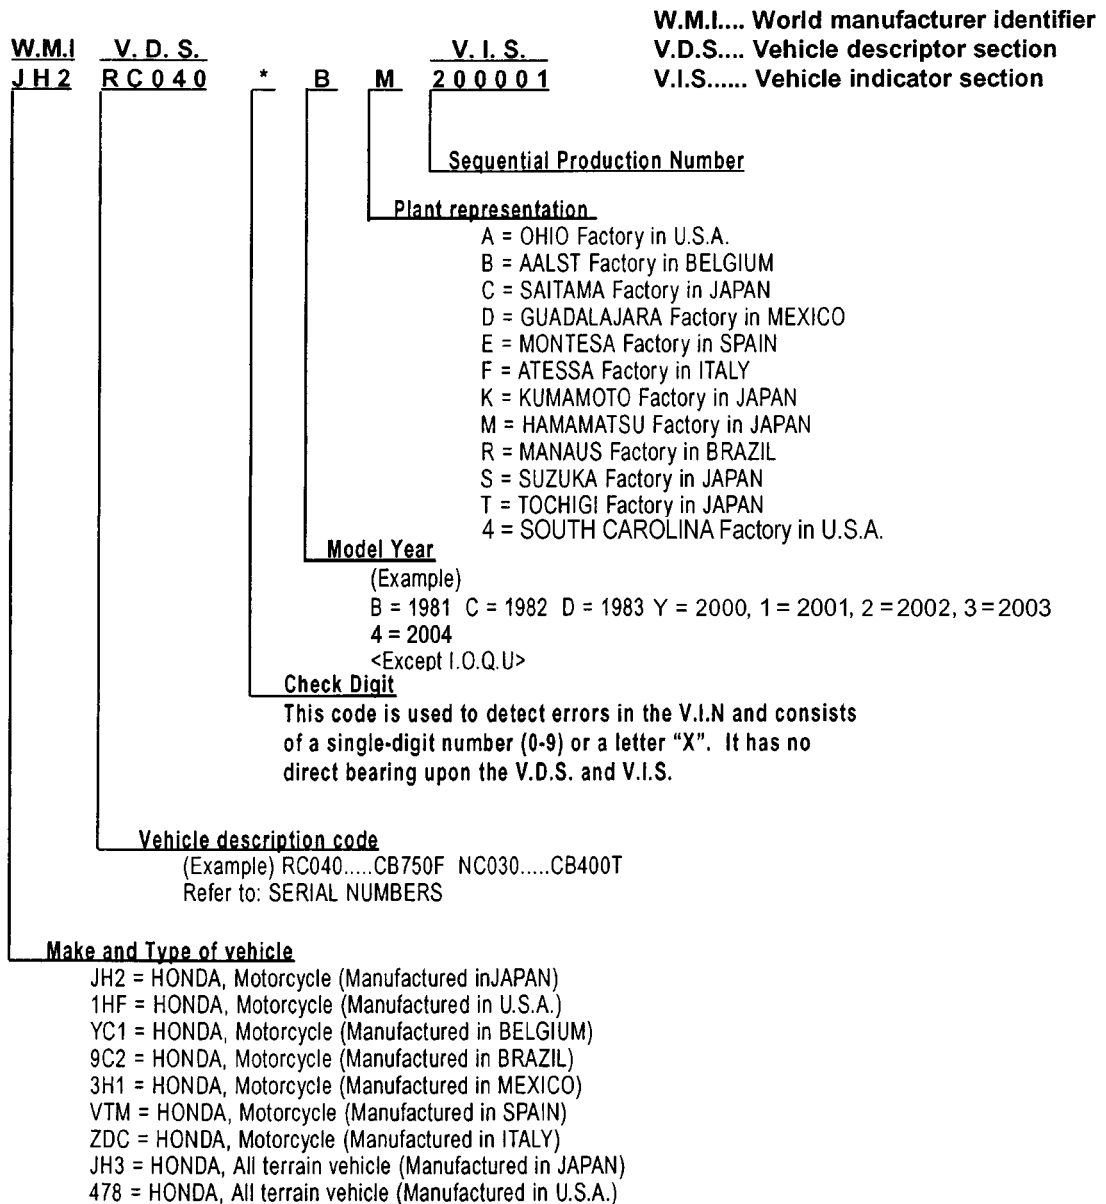 W.M.I.... World manufacturer identifier
W.M.I V. D. S. V. I. S. V.D.S.... Vehicle descriptor section
JH2 RC040 * B M 200001 V.I.S...... Vehicle indicator section
Sequential Production Number
Plant representation
A = OHIO Factory in U.S.A.
B = AALST Factory in BELGIUM
C = SAITAMA Factory in JAPAN
D = GUADALAJARA Factory in MEXICO
E = MONTESA Factory in SPAIN
F = ATESSA Factory in ITALY
K = KUMAMOTO Factory in JAPAN
M = HAMAMATSU Factory in JAPAN
R = MANAUS Factory in BRAZIL
S = SUZUKA Factory in JAPAN
T = TOCHIGI Factory in JAPAN
4 = SOUTH CAROLINA Factory in U.S.A.
Model Year
(Example)
B = 1981 C = 1982 D = 1983 Y = 2000, 1 = 2001, 2 = 2002, 3 = 2003
4 = 2004
<Except I.O.Q.U>
Check Digit
This code is used to detect errors in the V.I.N and consists
of a single-digit number (0-9) or a letter “X”. It has no
direct bearing upon the V.D.S. and V.I.S.
Vehicle description code
(Example) RC040.....CB750F NC030.....CB400T
Refer to: SERIAL NUMBERS
Make and Type of vehicle
JH2 = HONDA, Motorcycle (Manufactured inJAPAN)
1HF = HONDA, Motorcycle (Manufactured in U.S.A.)
YC1 = HONDA, Motorcycle (Manufactured in BELGIUM)
9C2 = HONDA, Motorcycle (Manufactured in BRAZIL)
3H1 = HONDA, Motorcycle (Manufactured in MEXICO)
VTM = HONDA, Motorcycle (Manufactured in SPAIN)
ZDC = HONDA, Motorcycle (Manufactured in ITALY)
JH3 = HONDA, All terrain vehicle (Manufactured in JAPAN)
478 = HONDA, All terrain vehicle (Manufactured in U.S.A.)